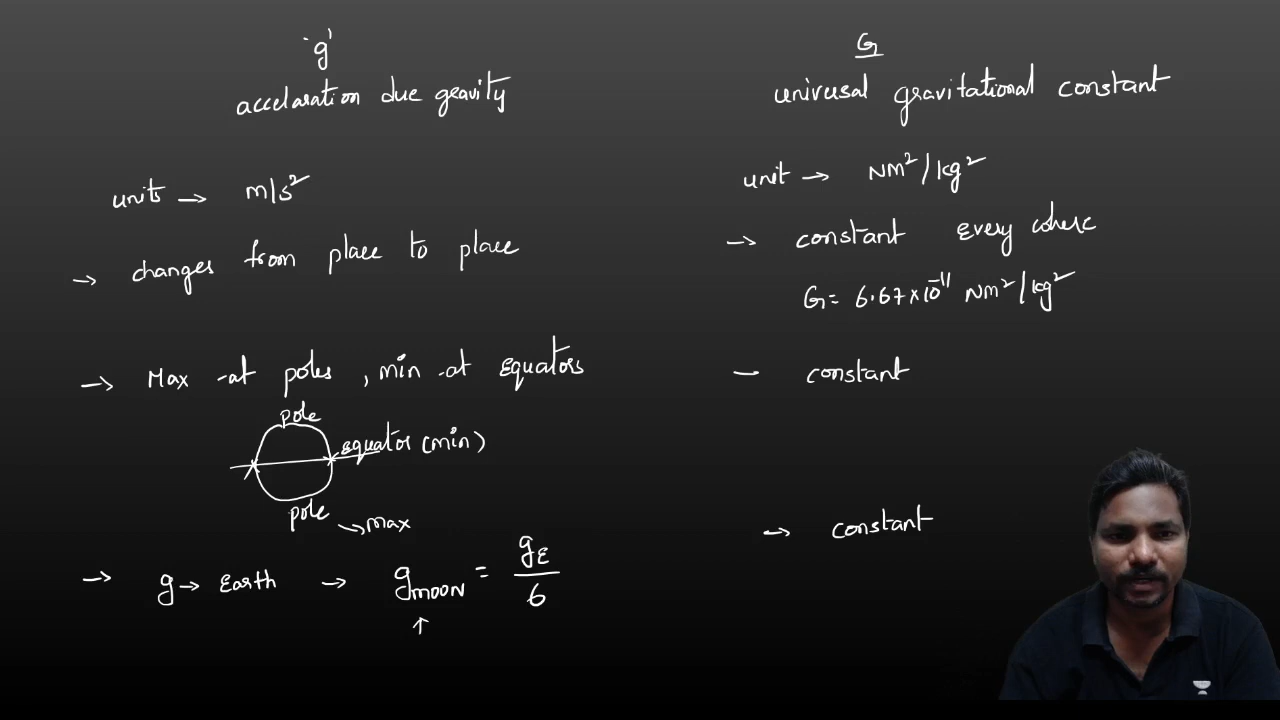 'g'
accelaration due geavity
units → m/s²
→ changes from place to place
→ Max at poles, min at equators
pole
equator (min)
pole
→ max
→ g → Earth → gmoon = gE/6
↑
G
universal gravitational constant
unit → Nm²/kg²
→ constant every where
G = 6.67×10⁻¹¹ Nm²/kg²
– constant
→ constant